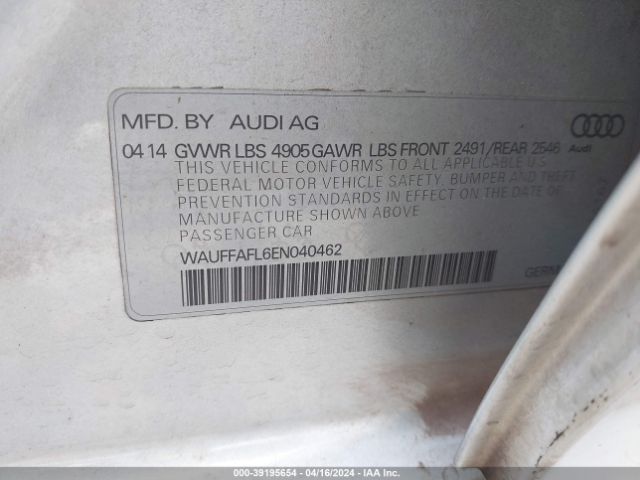 MFD. BY AUDI AG
04 14 GVWR LBS 4905 GAWR LBS FRONT 2491/REAR 2546 Audi
THIS VEHICLE CONFORMS TO ALL APPLICABLE U.S
FEDERAL MOTOR VEHICLE SAFETY, BUMPER AND THEFT
PREVENTION STANDARDS IN EFFECT ON THE DATE OF
MANUFACTURE SHOWN ABOVE
PASSENGER CAR
WAUFFAFL6EN040462
GERM
000-39195654 / 04/16/2024 / IAA Inc.